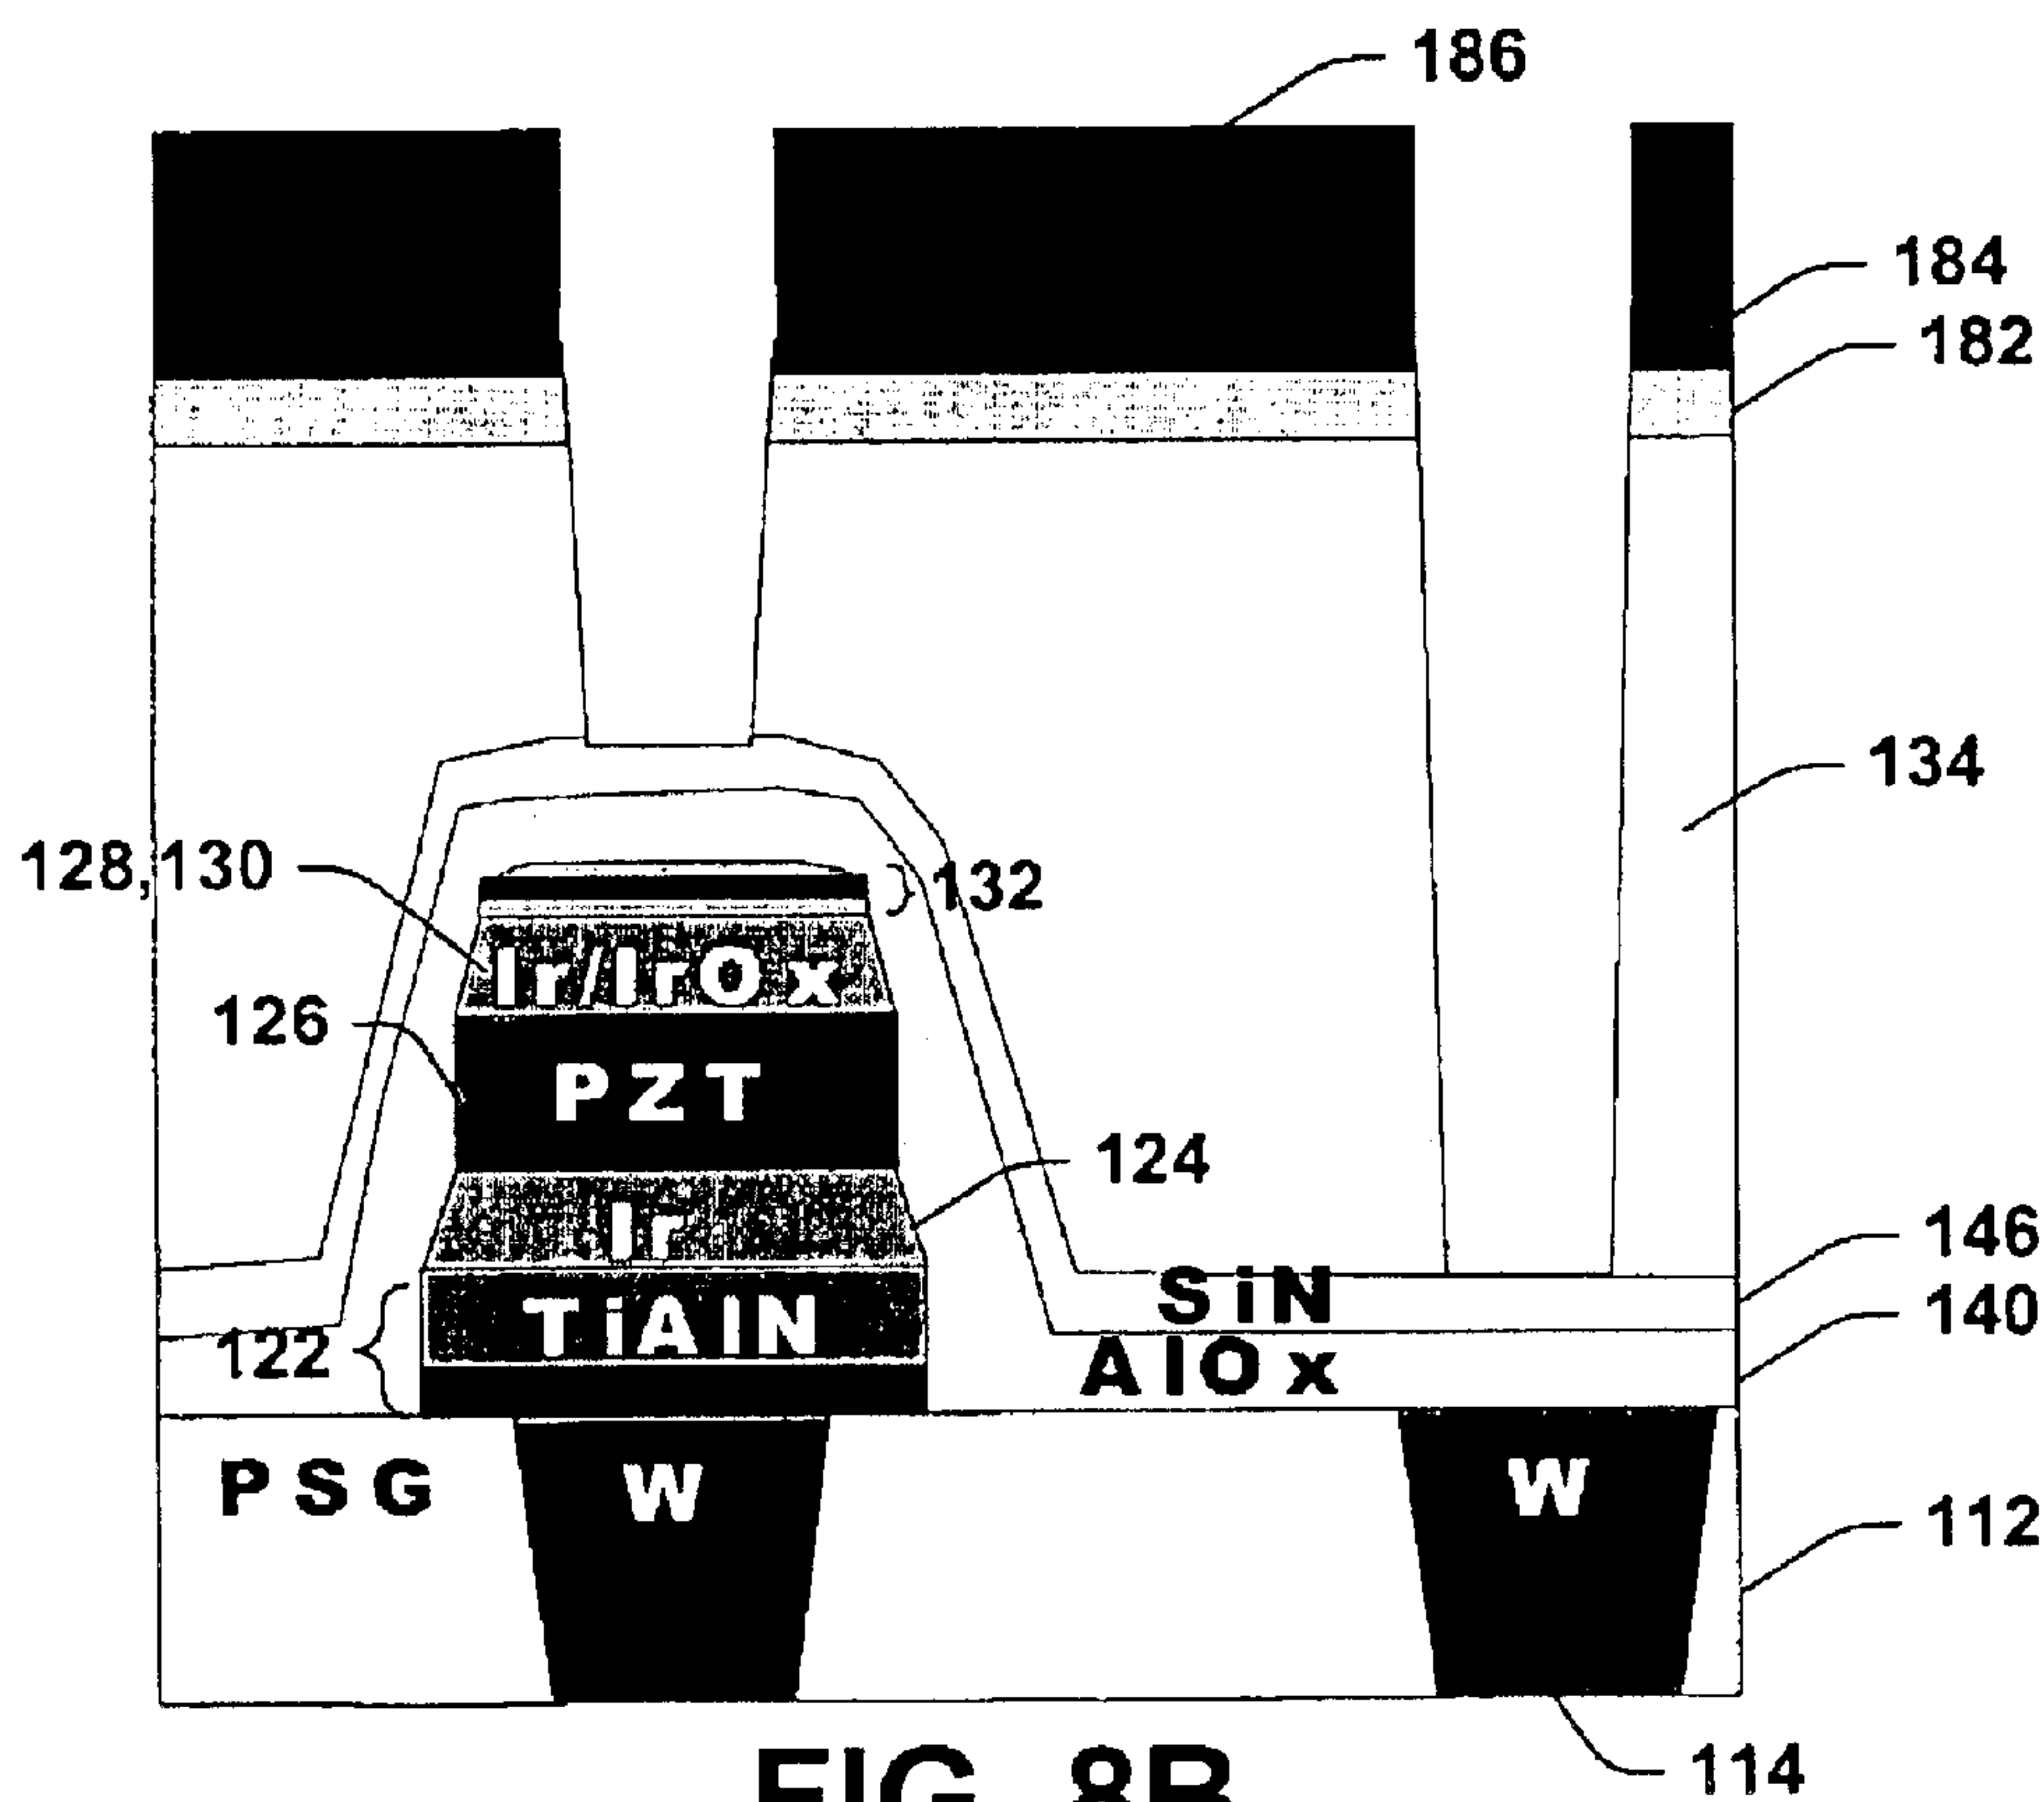 186
184
182
134
128,130
132
Ir/IrOx
126
PZT
124
Ir
146
SiN
TiAlN
140
122
AlOx
PSG
W
W
112
114
FIG. 8B